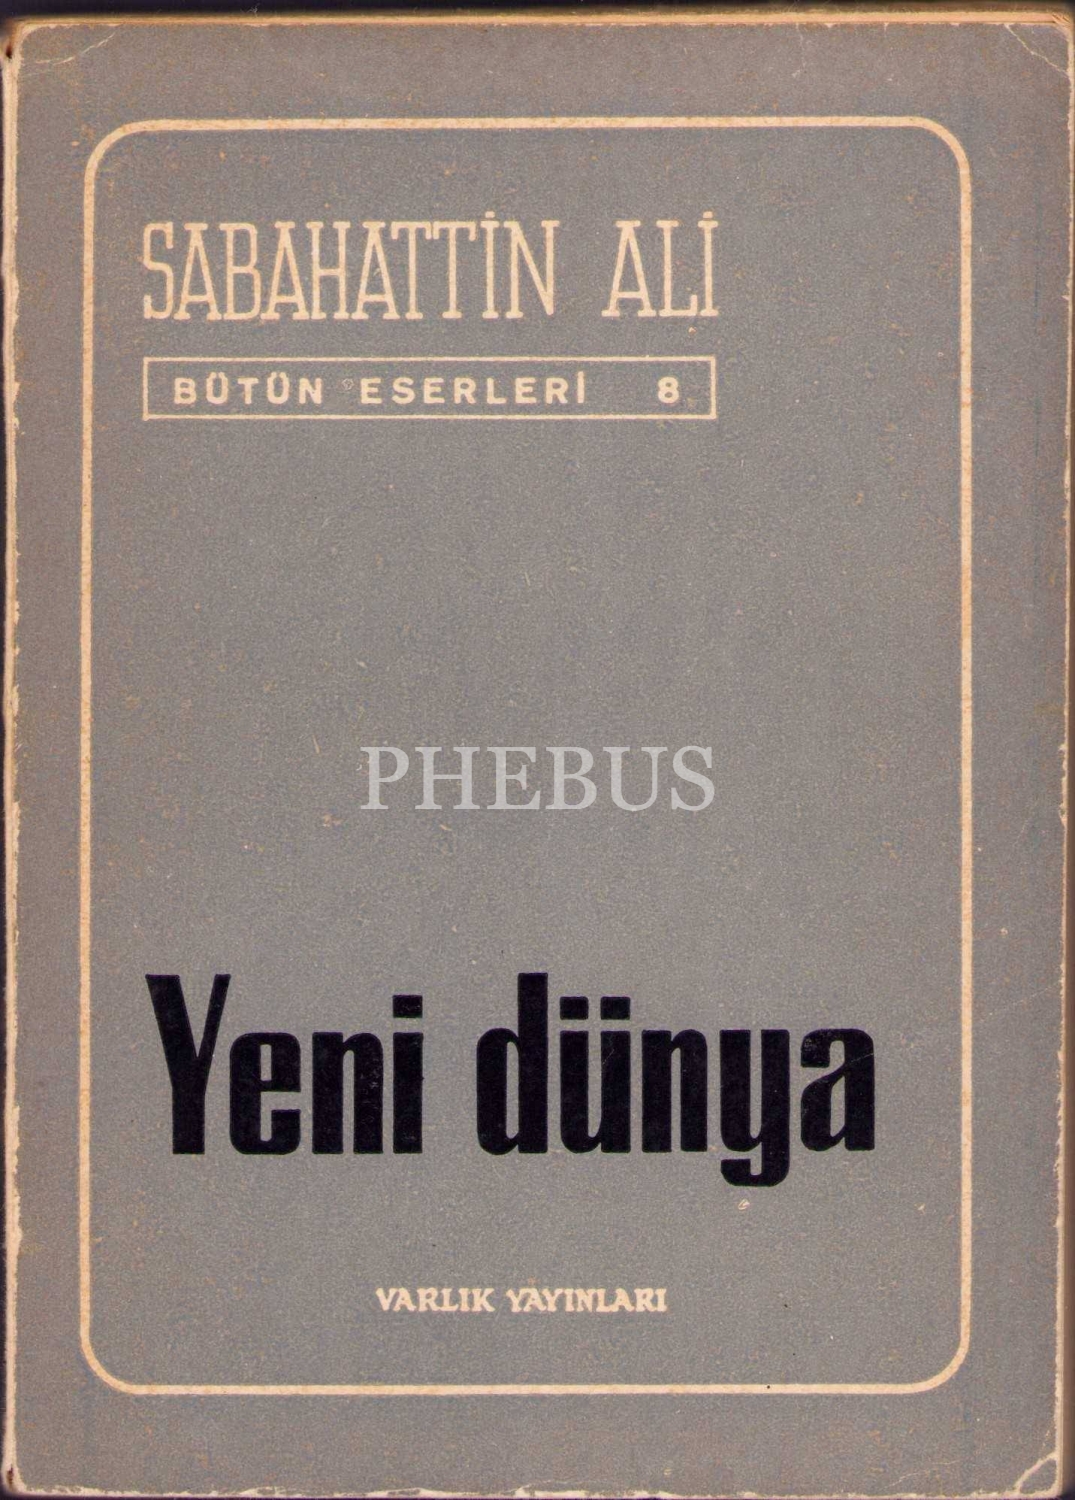 SABAHATTİN ALİ
BÜTÜN ESERLERİ 8
PHEBUS
Yeni dünya
VARLIK YAYINLARI